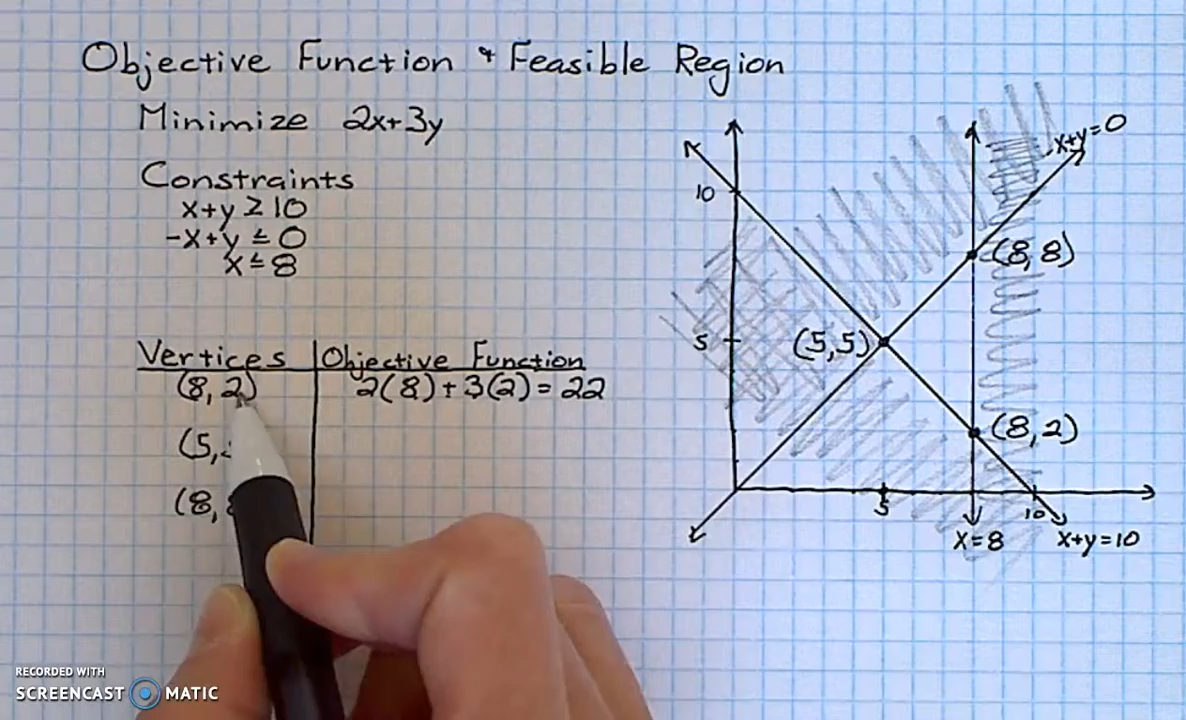 Objective Function + Feasible Region
Minimize 2x+3y
Constraints
x+y ≥ 10
-x+y ≤ 0
x ≤ 8
Vertices Objective Function
(8, 2) 2(8) + 3(2) = 22
(5,
(8,
x+y=0
10
(8, 8)
5
(5,5)
(8,2)
5
10
x=8
x+y=10
RECORDED WITH
SCREENCAST MATIC